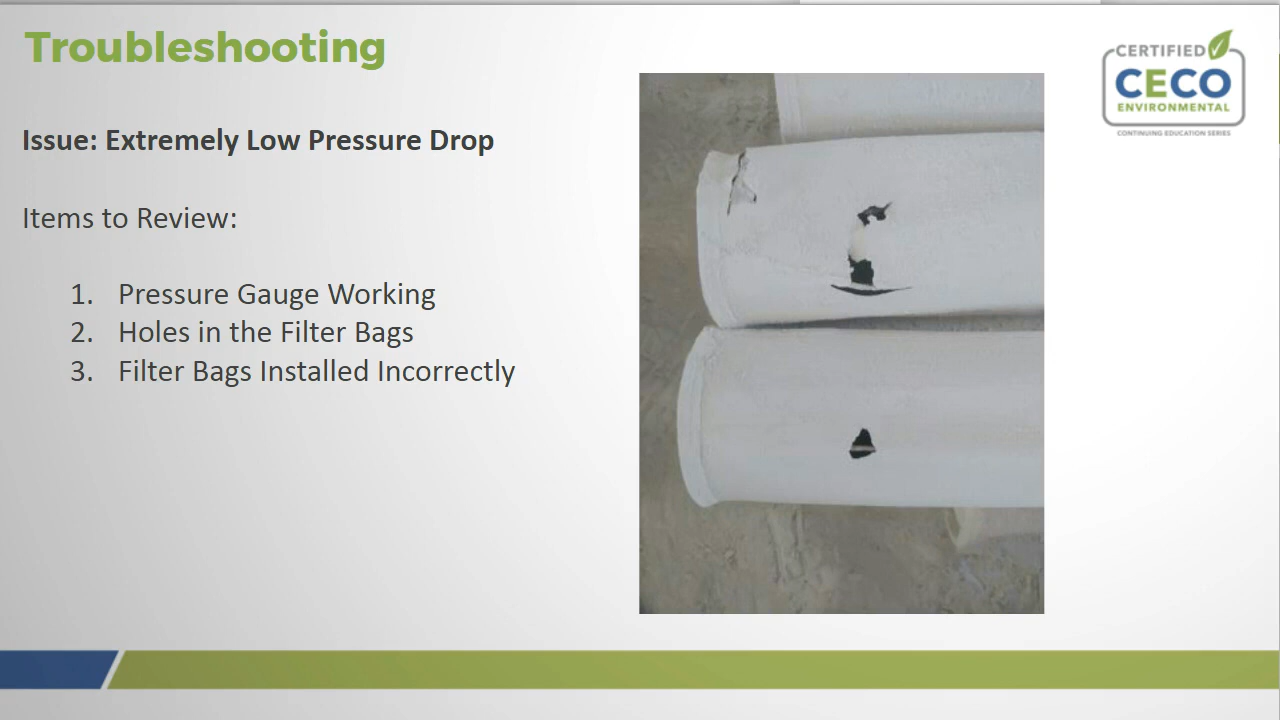 Troubleshooting
CERTIFIED
CECO
ENVIRONMENTAL
CONTINUING EDUCATION SERIES
Issue: Extremely Low Pressure Drop
Items to Review:
1. Pressure Gauge Working
2. Holes in the Filter Bags
3. Filter Bags Installed Incorrectly